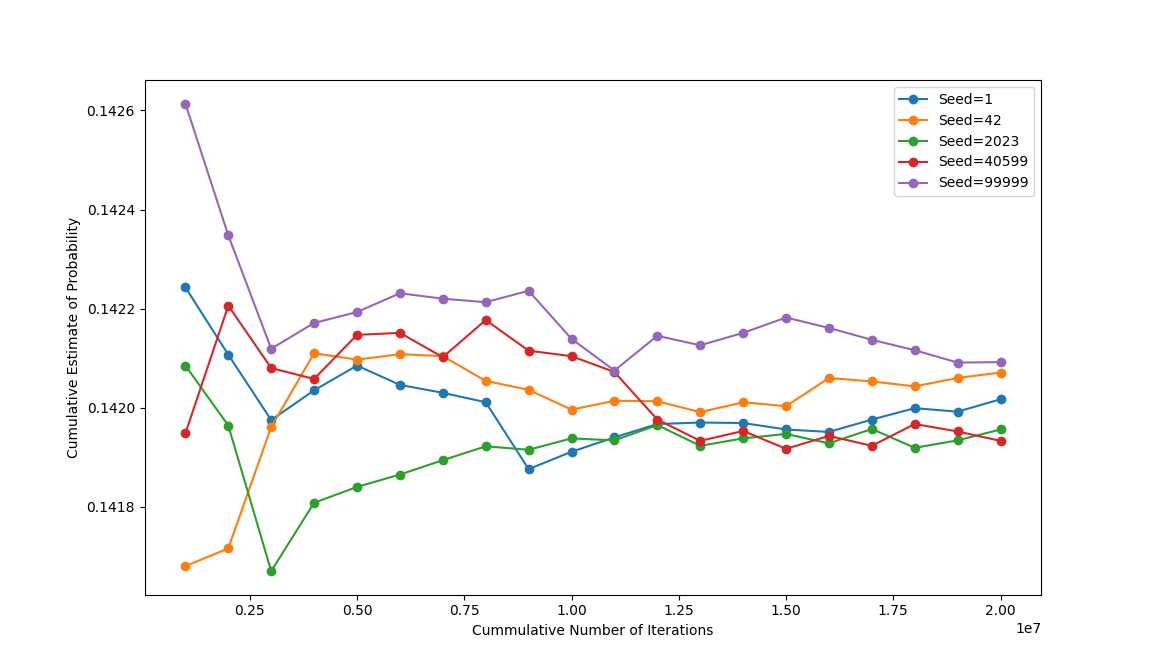 Seed=1
Seed=42
Seed=2023
Seed=40599
Seed=99999
0.1426
0.1424
0.1422
0.1420
0.1418
Cumulative Estimate of Probability
0.25
0.50
0.75
1.00
1.25
1.50
1.75
2.00
1e7
Cummulative Number of Iterations